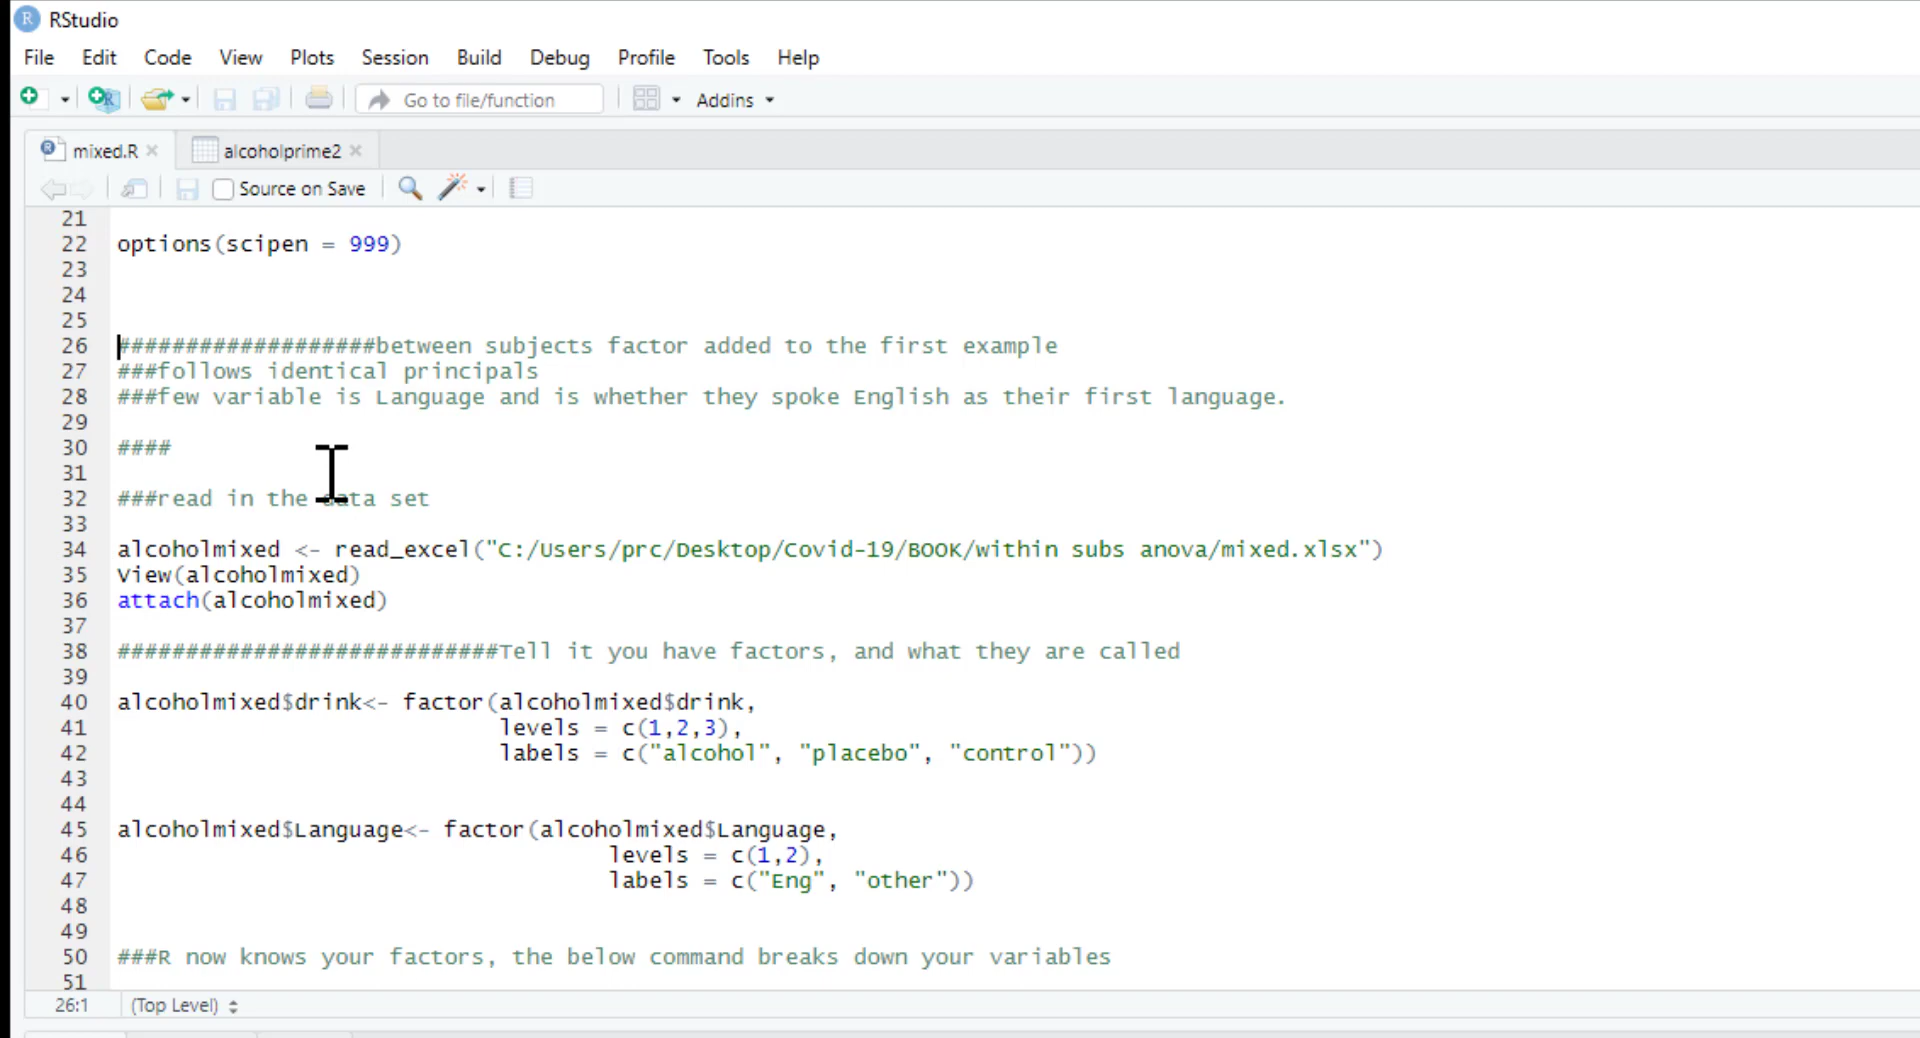 RStudio
File Edit Code View Plots Session Build Debug Profile Tools Help
Go to file/function Addins
mixed.R alcoholprime2
Source on Save
21
22 options(scipen = 999)
23
24
25
26 ###################between subjects factor added to the first example
27 ###follows identical principals
28 ###few variable is Language and is whether they spoke English as their first language.
29
30 ####
31
32 ###read in the data set
33
34 alcoholmixed <- read_excel("C:/Users/prc/Desktop/Covid-19/BOOK/within subs anova/mixed.xlsx")
35 View(alcoholmixed)
36 attach(alcoholmixed)
37
38 ############################Tell it you have factors, and what they are called
39
40 alcoholmixed$drink<- factor(alcoholmixed$drink,
41 levels = c(1,2,3),
42 labels = c("alcohol", "placebo", "control"))
43
44
45 alcoholmixed$Language<- factor(alcoholmixed$Language,
46 levels = c(1,2),
47 labels = c("Eng", "other"))
48
49
50 ###R now knows your factors, the below command breaks down your variables
51
26:1 (Top Level)